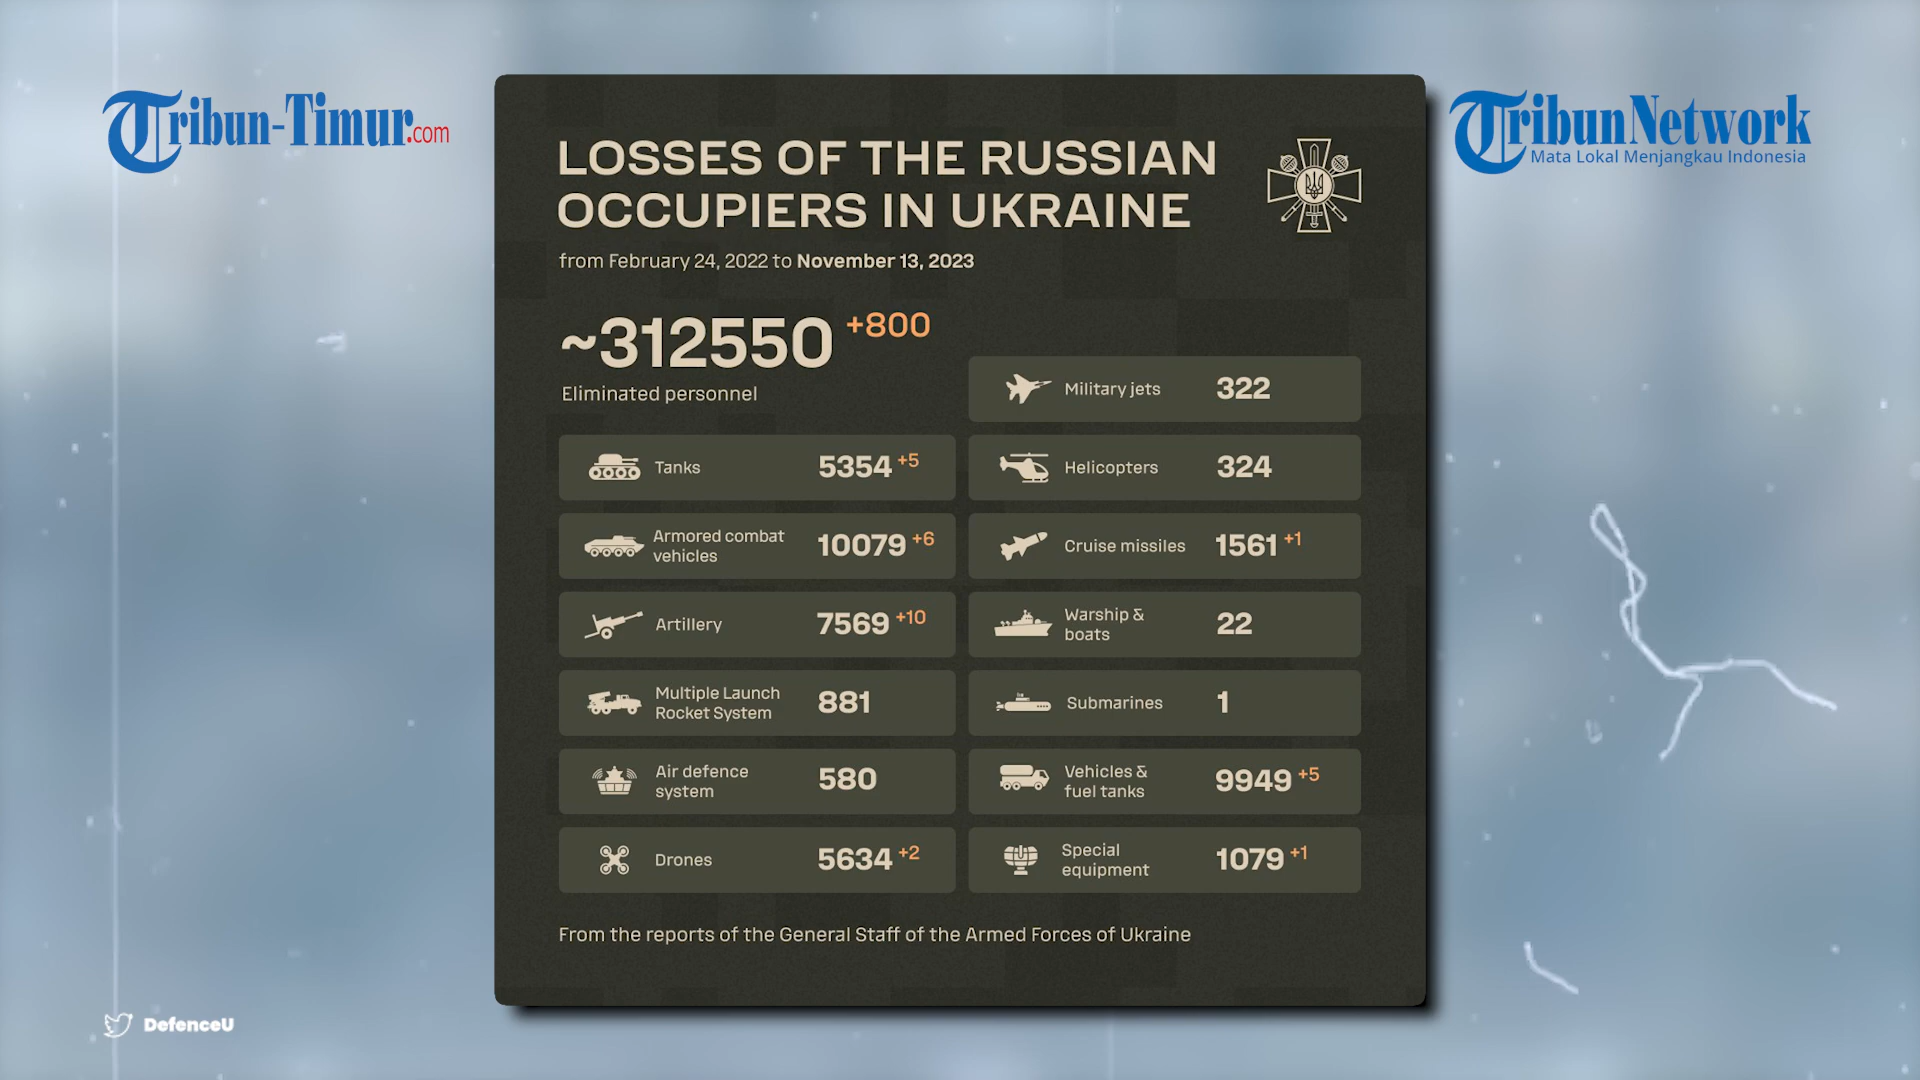 Tribun-Timur.com
TribunNetwork
Mata Lokal Menjangkau Indonesia
LOSSES OF THE RUSSIAN
OCCUPIERS IN UKRAINE
from February 24, 2022 to November 13, 2023
~312550 +800
Eliminated personnel
Military jets 322
Tanks 5354 +5
Helicopters 324
Armored combat
vehicles 10079 +6
Cruise missiles 1561 +1
Artillery 7569 +10
Warship &
boats 22
Multiple Launch
Rocket System 881
Submarines 1
Air defence
system 580
Vehicles &
fuel tanks 9949 +5
Drones 5634 +2
Special
equipment 1079 +1
From the reports of the General Staff of the Armed Forces of Ukraine
DefenceU